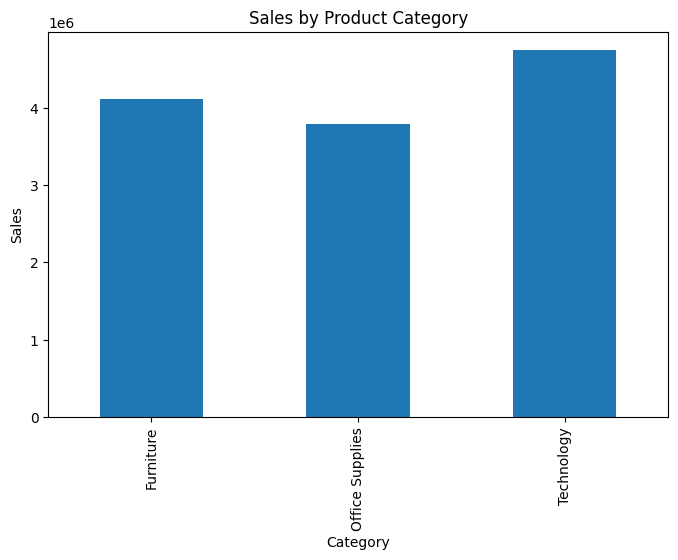 Sales by Product Category
1e6
4
3
2
1
0
Sales
Furniture
Office Supplies
Technology
Category